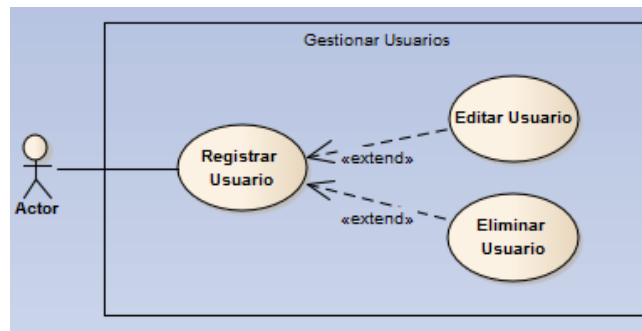 Gestionar Usuarios
Editar Usuario
Registrar
Usuario
«extend»
Actor
«extend»
Eliminar
Usuario